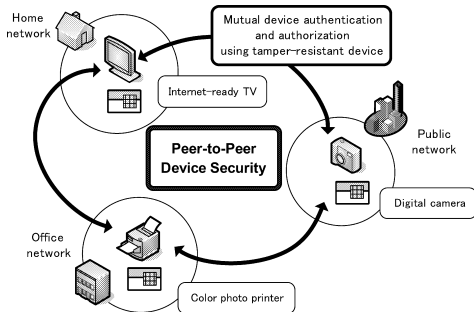 Home
network
Mutual device authentication
and authorization
using tamper-resistant device
Internet-ready TV
Peer-to-Peer
Device Security
Public
network
Digital camera
Office
network
Color photo printer